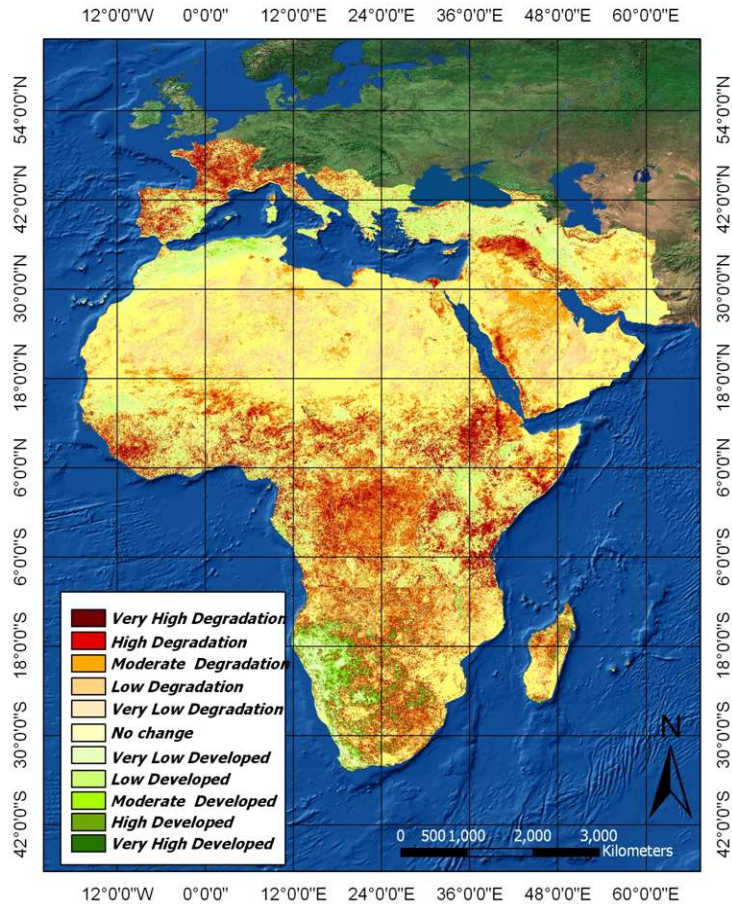 12°0'0"W 0°0'0" 12°0'0"E 24°0'0"E 36°0'0"E 48°0'0"E 60°0'0"E
54°0'0"N 54°0'0"N
42°0'0"N 42°0'0"N
30°0'0"N 30°0'0"N
18°0'0"N 18°0'0"N
6°0'0"N 6°0'0"N
6°0'0"S 6°0'0"S
18°0'0"S 18°0'0"S
30°0'0"S 30°0'0"S
42°0'0"S 42°0'0"S
Very High Degradation
High Degradation
Moderate Degradation
Low Degradation
Very Low Degradation
No change
Very Low Developed
Low Developed
Moderate Developed
High Developed
Very High Developed
N
0 500 1,000 2,000 3,000
Kilometers
12°0'0"W 0°0'0" 12°0'0"E 24°0'0"E 36°0'0"E 48°0'0"E 60°0'0"E